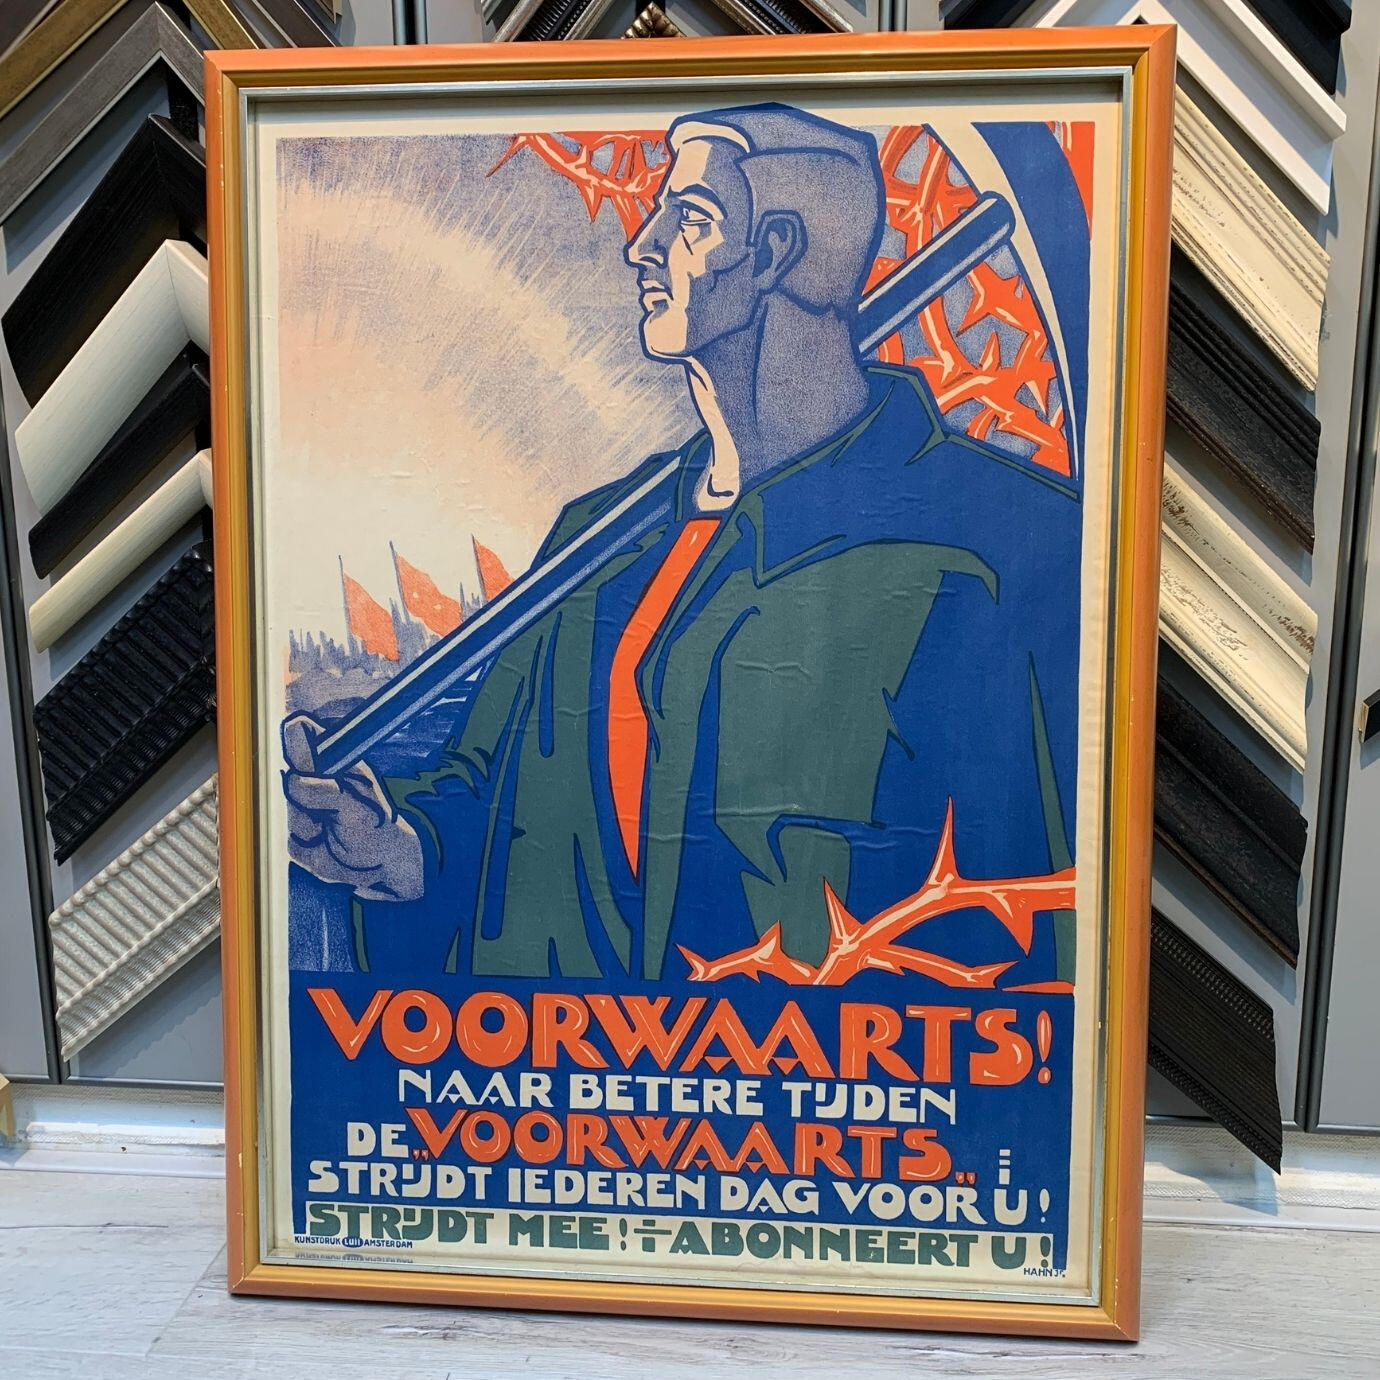 VOORWAARTS!
NAAR BETERE TIJDEN
DE „VOORWAARTS„
STRIJDT IEDEREN DAG VOOR U!
STRIJDT MEE! ÷ ABONNEERT U!
KUNSTDRUK LUII AMSTERDAM
HAHN JR.